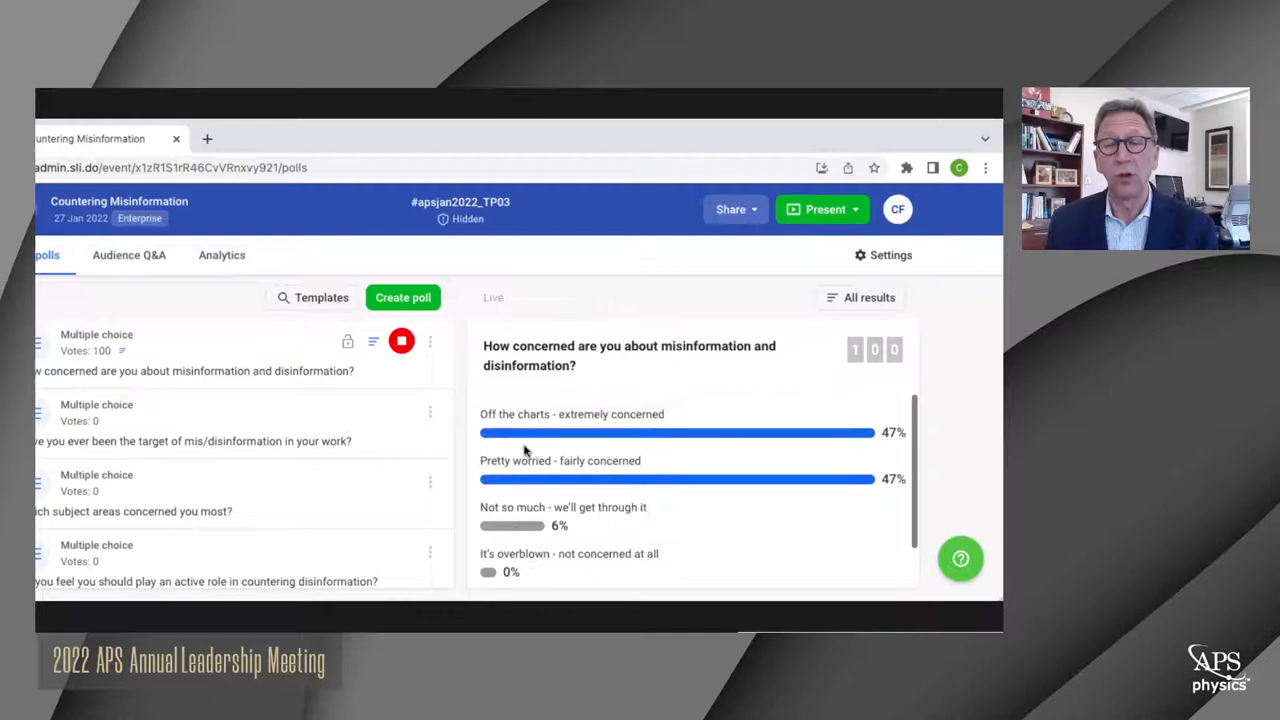 untering Misinformation
admin.sli.do/event/x1zR1S1rR46CvVRnxvy921/polls
C
Countering Misinformation
27 Jan 2022 Enterprise
#apsjan2022_TP03
Hidden
Share
Present
CF
polls
Audience Q&A
Analytics
Settings
Templates
Create poll
Live
All results
Multiple choice
Votes: 100
w concerned are you about misinformation and disinformation?
Multiple choice
Votes: 0
ve you ever been the target of mis/disinformation in your work?
Multiple choice
Votes: 0
ich subject areas concerned you most?
Multiple choice
Votes: 0
you feel you should play an active role in countering disinformation?
How concerned are you about misinformation and
disinformation?
100
Off the charts - extremely concerned
47%
Pretty worried - fairly concerned
47%
Not so much - we'll get through it
6%
It's overblown - not concerned at all
0%
2022 APS Annual Leadership Meeting
APS
physics™